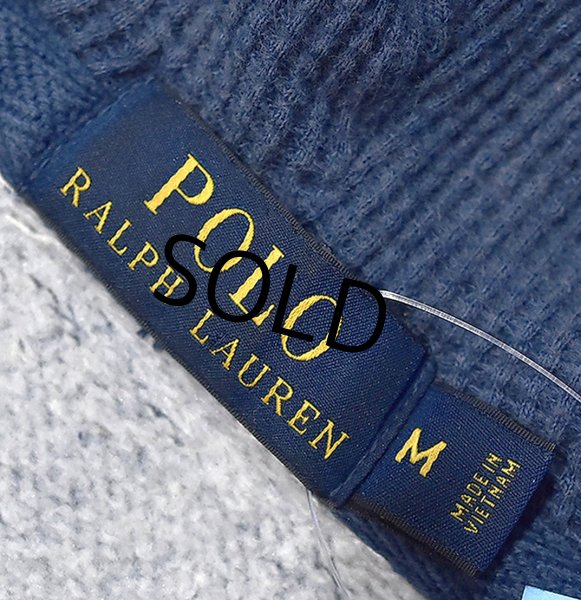 POLO
RALPH LAUREN
SOLD
M
MADE IN
VIETNAM